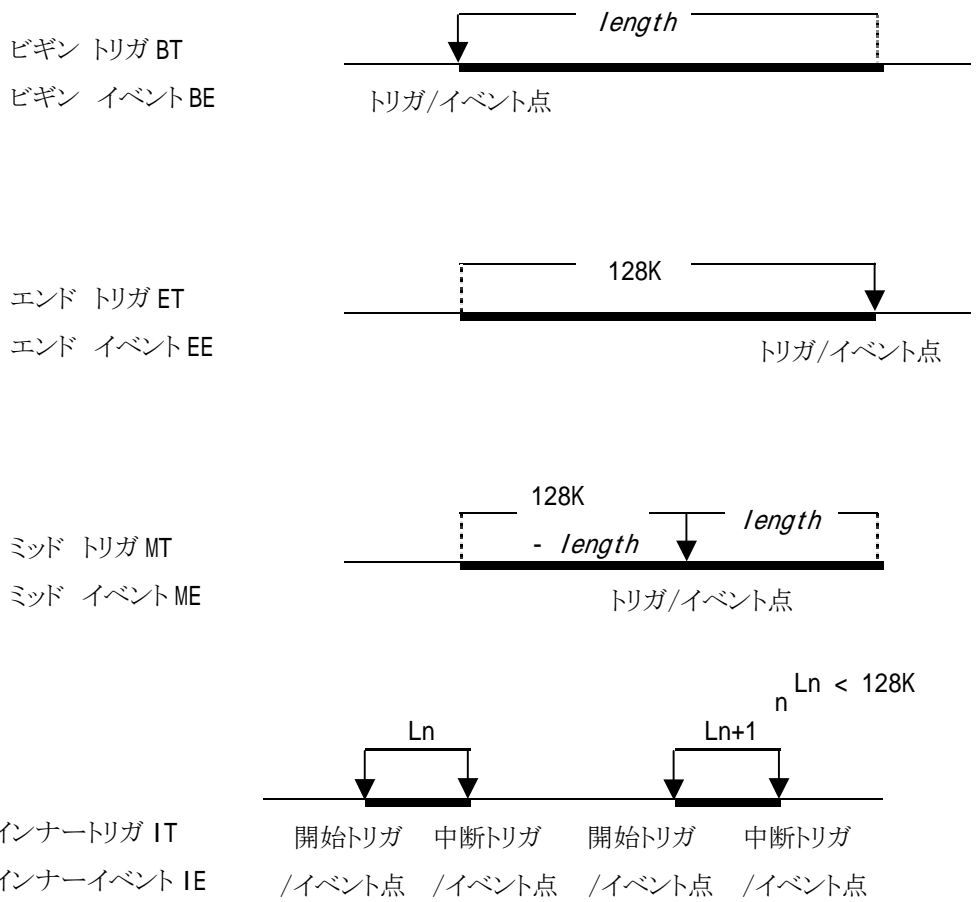 length
ビギン トリガ BT
ビギン イベント BE
トリガ/イベント点
128K
エンド トリガ ET
エンド イベント EE
トリガ/イベント点
128K
- length
length
ミッド トリガ MT
ミッド イベント ME
トリガ/イベント点
n Ln < 128K
Ln
Ln+1
インナートリガ IT
開始トリガ 中断トリガ 開始トリガ 中断トリガ
インナーイベント IE
/イベント点 /イベント点 /イベント点 /イベント点